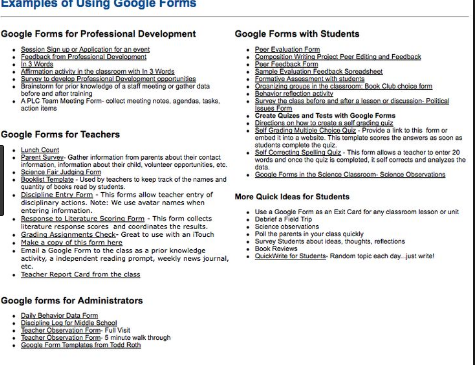 Examples of Using Google Forms
Google Forms for Professional Development
Session Sign up or Application for an event
Feedback from Professional Development
In 3 Words
Affirmation activity in the classroom with In 3 Words
Survey to develop Professional Development opportunities
Brainstorm for prior knowledge of a staff meeting or gather data
before and after training
A PLC Team Meeting Form- collect meeting notes, agendas, tasks,
action items
Google Forms for Teachers
Lunch Count
Parent Survey- Gather information from parents about their contact
information, information about their child, volunteer opportunities, etc.
Science Fair Judging Form
Booklist Template - Used by teachers to keep track of the names and
quantity of books read by students.
Discipline Entry Form - This forms allow teacher entry of
disciplinary actions. Note: We use avatar names when
entering information.
Response to Literature Scoring Form - This form collects
literature response scores and coordinates the results.
Grading Assignments Check- Great to use with an iTouch
Make a copy of this form here
Email a Google Form to the class as a prior knowledge
activity, a independent reading prompt, weekly news journal,
etc.
Teacher Report Card from the class
Google forms for Administrators
Daily Behavior Data Form
Discipline Log for Middle School
Teacher Observation Form- Full Visit
Teacher Observation Form- 5 minute walk through
Google Form Templates from Todd Roth
Google Forms with Students
Peer Evaluation Form
Composition Writing Project Peer Editing and Feedback
Peer Feedback Form
Sample Evaluation Feedback Spreadsheet
Formative Assessment with students
Organizing groups in the classroom: Book Club choice form
Behavior reflection activity
Survey the class before and after a lesson or discussion- Political
Issues Form
Create Quizzes and Tests with Google Forms
Directions on how to create a self grading quiz
Self Grading Multiple Choice Quiz - Provide a link to this form or
embed it into a website. This template scores the answers as soon as
students complete the quiz.
Self Correcting Spelling Quiz - This form allows a teacher to enter 20
words and once the quiz is completed, it self corrects and analyzes the
data.
Google Forms in the Science Classroom- Science Observations
More Quick Ideas for Students
Use a Google Form as an Exit Card for any classroom lesson or unit
Debrief a Field Trip
Science observations
Poll the parents in your class quickly
Survey Students about ideas, thoughts, reflections
Book Reviews
QuickWrite for Students- Random topic each day...just write!